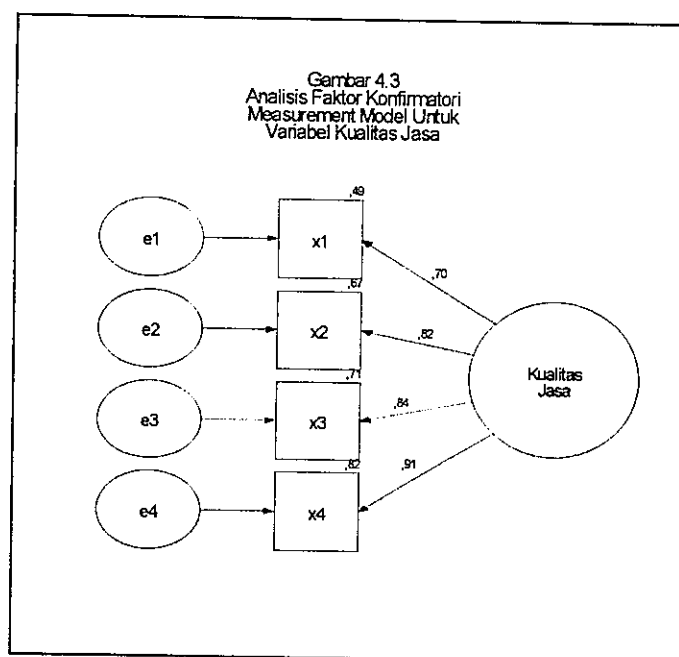 Gambar 4.3
Analisis Faktor Konfirmatori
Measurement Model Untuk
Variabel Kualitas Jasa
,49
e1
x1
,70
,67
e2
x2
,82
,71
Kualitas
Jasa
e3
x3
,84
,82
e4
x4
,91